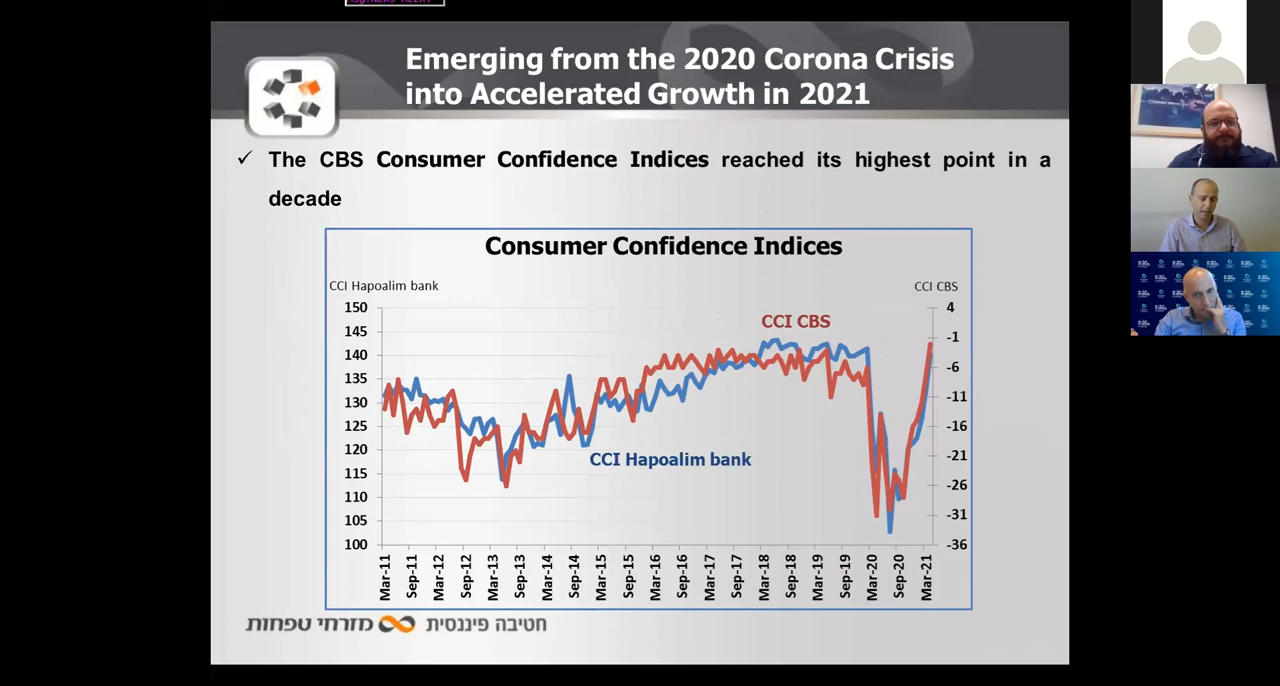 Emerging from the 2020 Corona Crisis
into Accelerated Growth in 2021
✓ The CBS Consumer Confidence Indices reached its highest point in a
decade
Consumer Confidence Indices
CCI Hapoalim bank
CCI CBS
150
145
140
135
130
125
120
115
110
105
100
CCI CBS
CCI Hapoalim bank
4
-1
-6
-11
-16
-21
-26
-31
-36
Mar-11
Sep-11
Mar-12
Sep-12
Mar-13
Sep-13
Mar-14
Sep-14
Mar-15
Sep-15
Mar-16
Sep-16
Mar-17
Sep-17
Mar-18
Sep-18
Mar-19
Sep-19
Mar-20
Sep-20
Mar-21
חטיבה פיננסית מזרחי טפחות